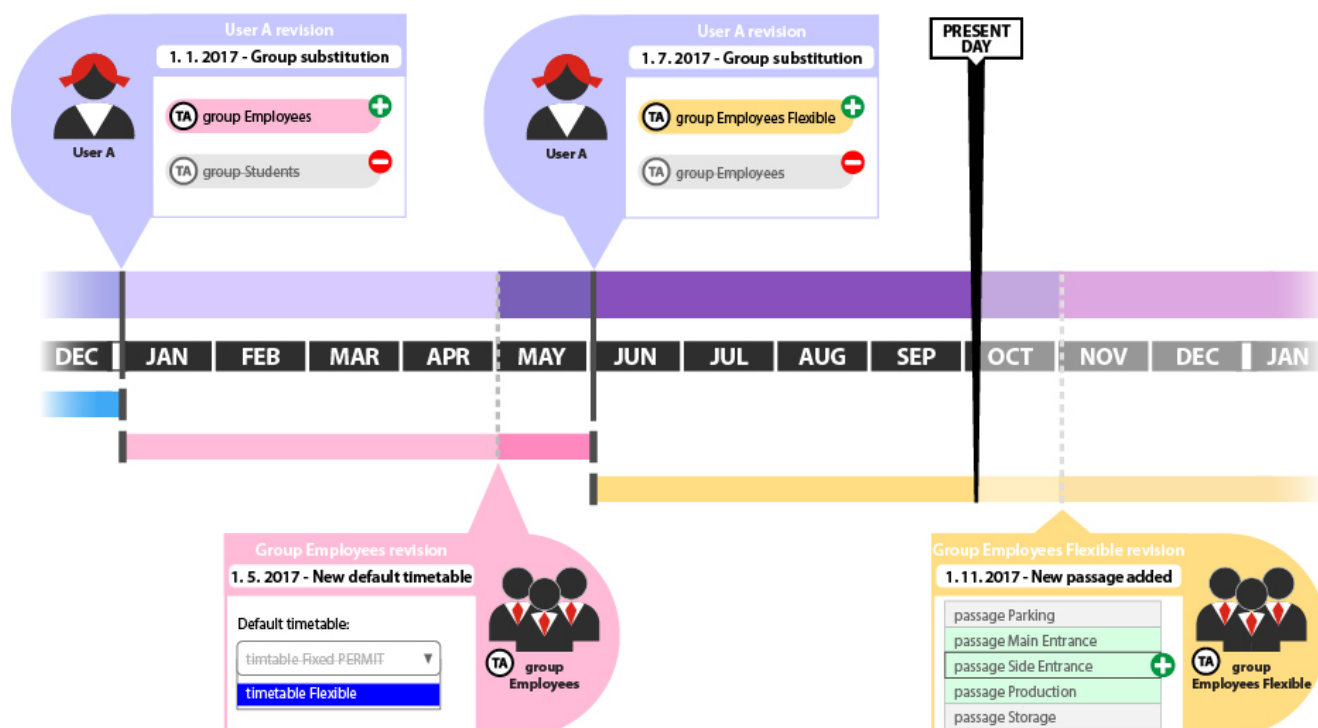 User A revision
1. 1. 2017 - Group substitution
TA group Employees
TA group Students
User A
User A revision
1. 7. 2017 - Group substitution
TA group Employees Flexible
TA group Employees
User A
PRESENT
DAY
DEC JAN FEB MAR APR MAY JUN JUL AUG SEP OCT NOV DEC JAN
Group Employees revision
1. 5. 2017 - New default timetable
Default timetable:
timtable Fixed PERMIT
timetable Flexible
TA group
Employees
Group Employees Flexible revision
1. 11. 2017 - New passage added
passage Parking
passage Main Entrance
passage Side Entrance
passage Production
passage Storage
TA group
Employees Flexible